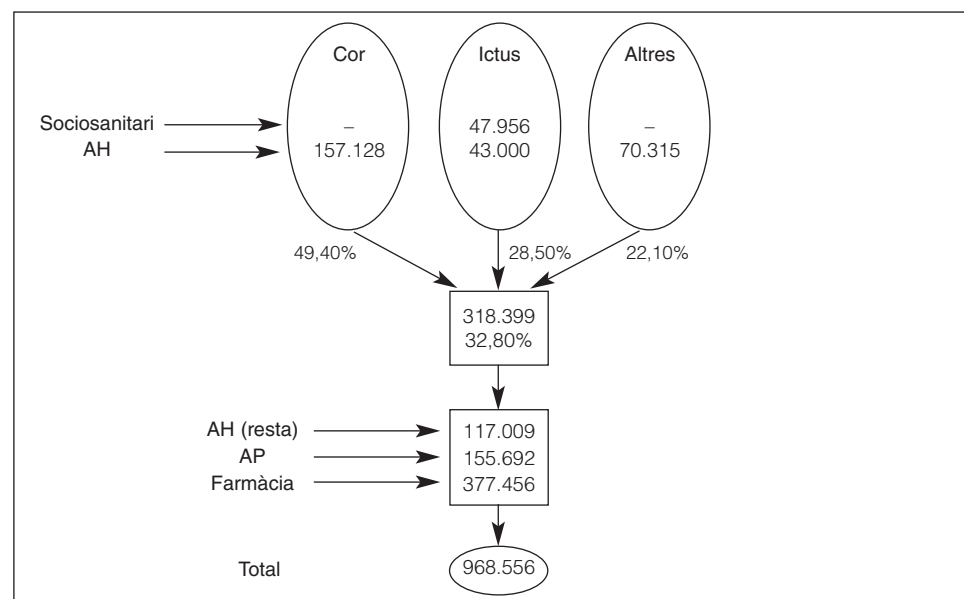 Cor Ictus Altres
Sociosanitari – 47.956 –
AH 157.128 43.000 70.315
49,40% 28,50% 22,10%
318.399
32,80%
AH (resta) 117.009
AP 155.692
Farmàcia 377.456
Total 968.556